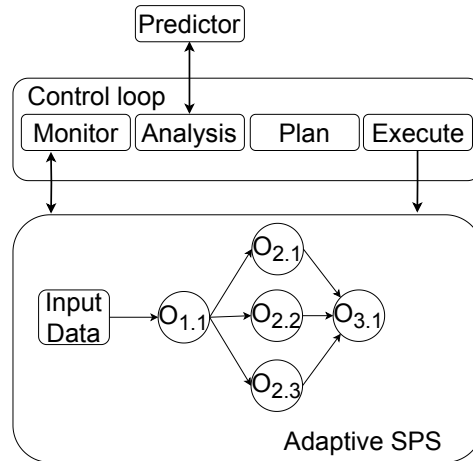 Predictor
Control loop
Monitor Analysis Plan Execute
O2.1
Input
Data
O1.1 O2.2 O3.1
O2.3
Adaptive SPS